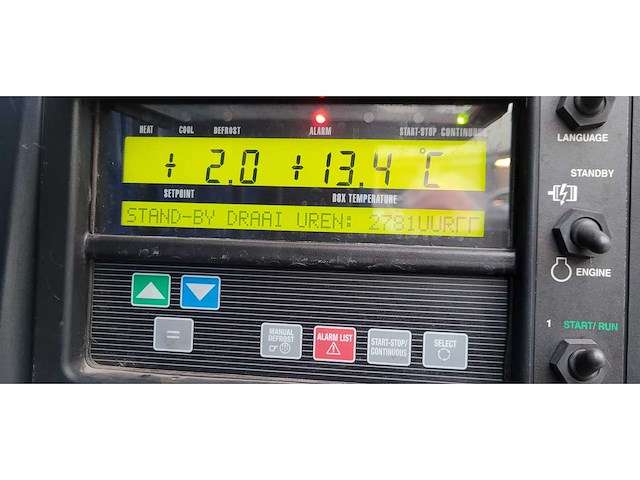 HEAT COOL DEFROST ALARM START-STOP CONTINUOUS
+ 2.0 +13.4 °C
SETPOINT BOX TEMPERATURE
STAND-BY DRAAI UREN: 2781UUR
MANUAL DEFROST
ALARM LIST
START-STOP/ CONTINUOUS
SELECT
=
LANGUAGE
STANDBY
ENGINE
1 START/RUN